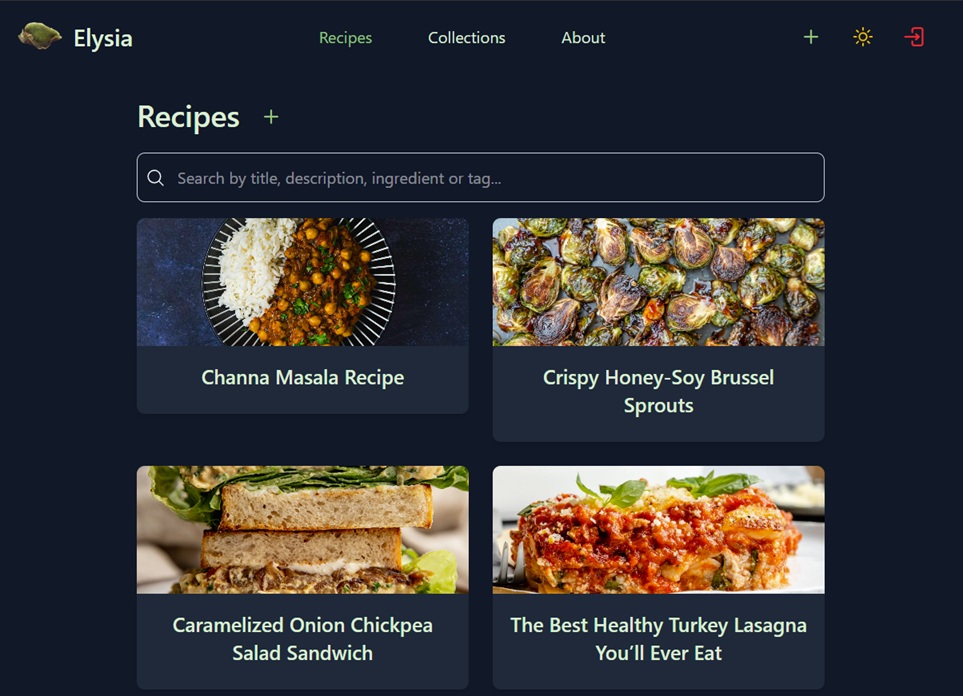 Elysia
Recipes
Collections
About
Recipes
Search by title, description, ingredient or tag...
Channa Masala Recipe
Crispy Honey-Soy Brussel
Sprouts
Caramelized Onion Chickpea
Salad Sandwich
The Best Healthy Turkey Lasagna
You’ll Ever Eat